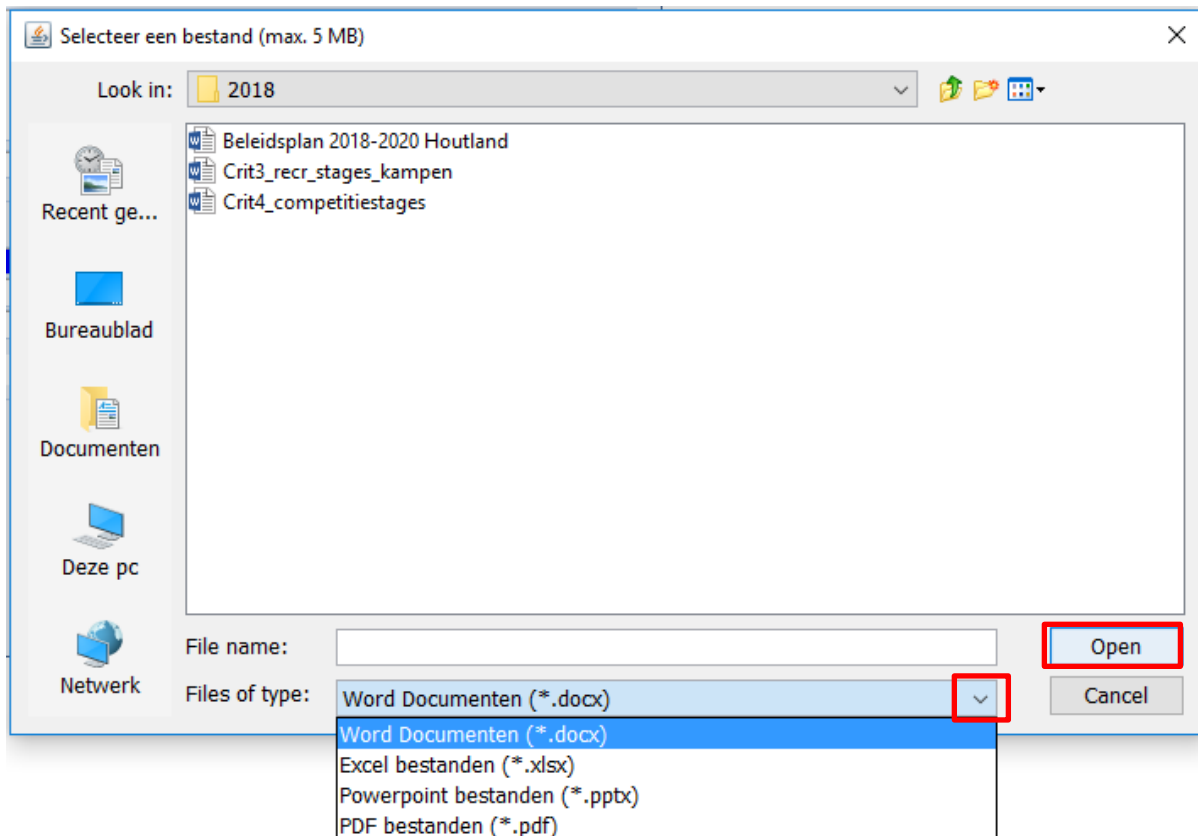 Selecteer een bestand (max. 5 MB)
Look in: 2018
Beleidsplan 2018-2020 Houtland
Crit3_recr_stages_kampen
Crit4_competitiestages
Recent ge...
Bureaublad
Documenten
Deze pc
Netwerk
File name:
Open
Files of type: Word Documenten (*.docx)
Cancel
Word Documenten (*.docx)
Excel bestanden (*.xlsx)
Powerpoint bestanden (*.pptx)
PDF bestanden (*.pdf)